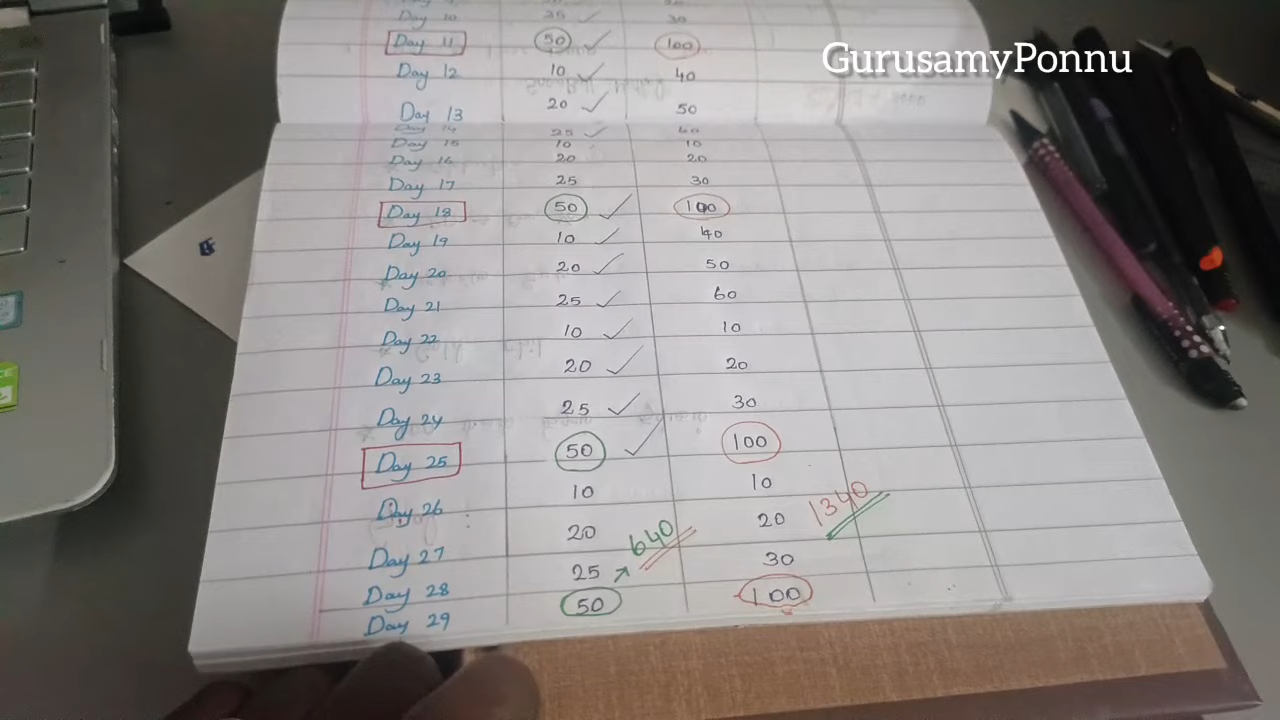 GurusamyPonnu
Day 10 25 ✓ 30
Day 11 50 ✓ 100
Day 12 10 ✓ 40
Day 13 20 ✓ 50
Day 14 25 ✓ 60
Day 15 10 10
Day 16 20 20
Day 17 25 30
Day 18 50 ✓ 100
Day 19 10 ✓ 40
Day 20 20 ✓ 50
Day 21 25 ✓ 60
Day 22 10 ✓ 10
Day 23 20 ✓ 20
Day 24 25 ✓ 30
Day 25 50 ✓ 100
Day 26 10 10
Day 27 20 640 20 1340
Day 28 25 30
Day 29 50 100